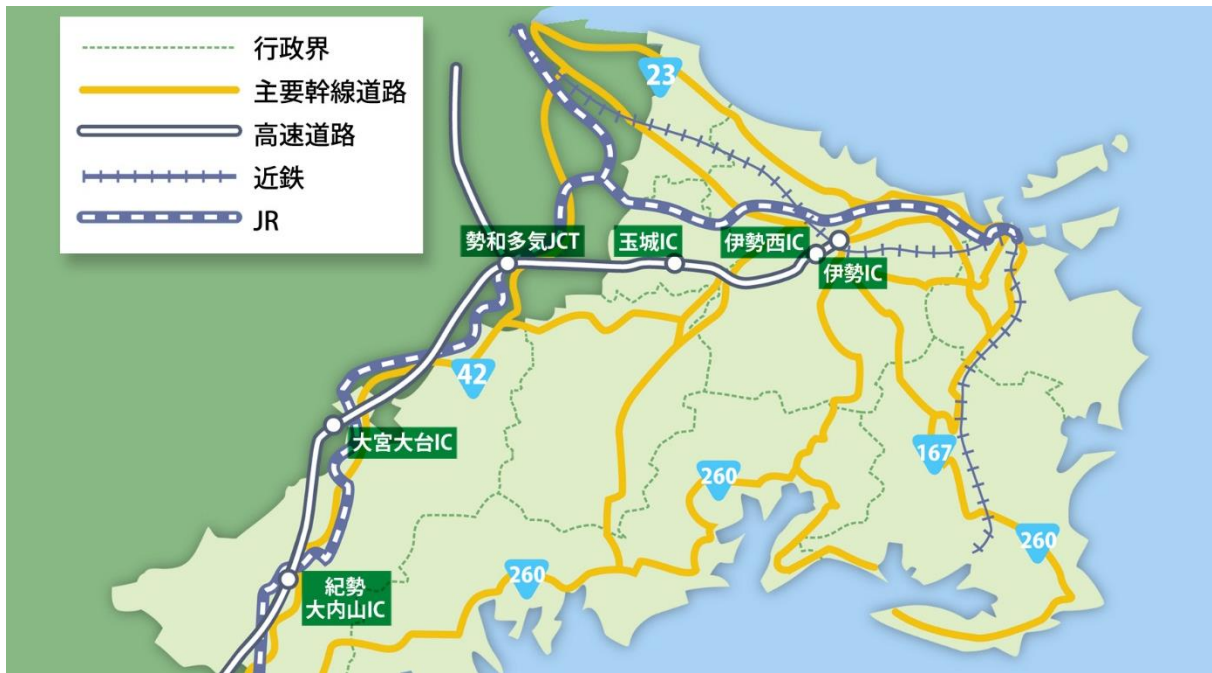 行政界
主要幹線道路
高速道路
近鉄
JR
23
勢和多気JCT
玉城IC
伊勢西IC
伊勢IC
42
大宮大台IC
167
260
260
260
紀勢
大内山IC